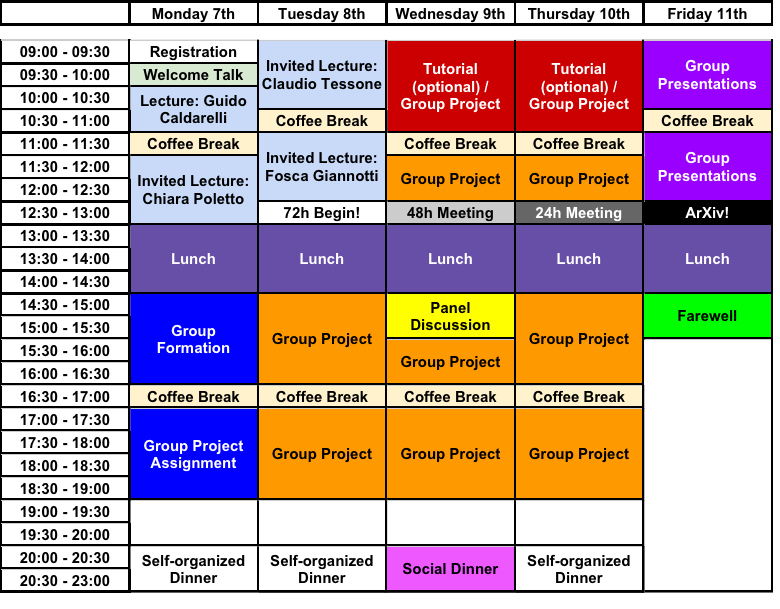 Monday 7th Tuesday 8th Wednesday 9th Thursday 10th Friday 11th
09:00 - 09:30 Registration Invited Lecture: Claudio Tessone Tutorial (optional) / Group Project Tutorial (optional) / Group Project Group Presentations
09:30 - 10:00 Welcome Talk
10:00 - 10:30 Lecture: Guido Caldarelli
10:30 - 11:00 Coffee Break Coffee Break
11:00 - 11:30 Coffee Break Invited Lecture: Fosca Giannotti Coffee Break Coffee Break Group Presentations
11:30 - 12:00 Invited Lecture: Chiara Poletto Group Project Group Project
12:00 - 12:30
12:30 - 13:00 72h Begin! 48h Meeting 24h Meeting ArXiv!
13:00 - 13:30
13:30 - 14:00 Lunch Lunch Lunch Lunch Lunch
14:00 - 14:30
14:30 - 15:00 Group Formation Group Project Panel Discussion Group Project Farewell
15:00 - 15:30
15:30 - 16:00 Group Project
16:00 - 16:30
16:30 - 17:00 Coffee Break Coffee Break Coffee Break Coffee Break
17:00 - 17:30 Group Project Assignment Group Project Group Project Group Project
17:30 - 18:00
18:00 - 18:30
18:30 - 19:00
19:00 - 19:30
19:30 - 20:00
20:00 - 20:30 Self-organized Dinner Self-organized Dinner Social Dinner Self-organized Dinner
20:30 - 23:00